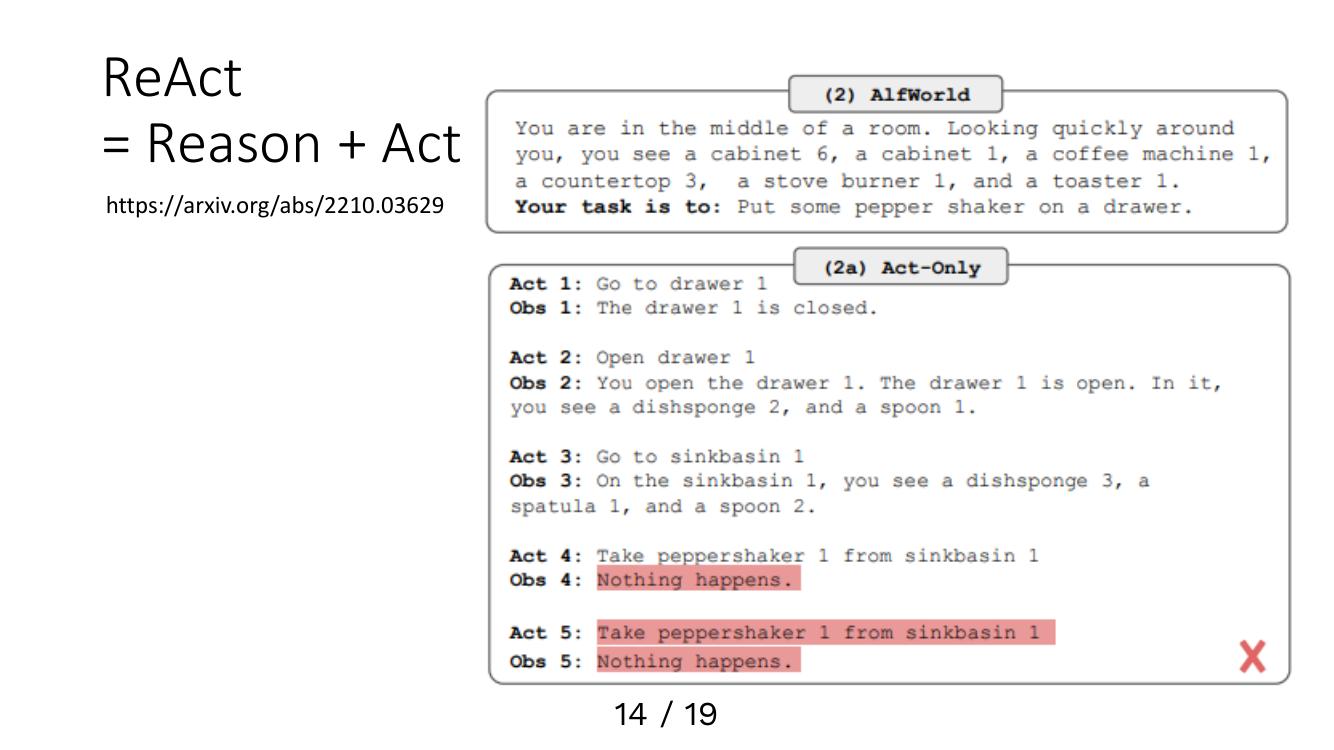 ReAct
= Reason + Act
https://arxiv.org/abs/2210.03629
(2) AlfWorld
You are in the middle of a room. Looking quickly around
you, you see a cabinet 6, a cabinet 1, a coffee machine 1,
a countertop 3, a stove burner 1, and a toaster 1.
Your task is to: Put some pepper shaker on a drawer.
(2a) Act-Only
Act 1: Go to drawer 1
Obs 1: The drawer 1 is closed.
Act 2: Open drawer 1
Obs 2: You open the drawer 1. The drawer 1 is open. In it,
you see a dishsponge 2, and a spoon 1.
Act 3: Go to sinkbasin 1
Obs 3: On the sinkbasin 1, you see a dishsponge 3, a
spatula 1, and a spoon 2.
Act 4: Take peppershaker 1 from sinkbasin 1
Obs 4: Nothing happens.
Act 5: Take peppershaker 1 from sinkbasin 1
Obs 5: Nothing happens.
14 / 19